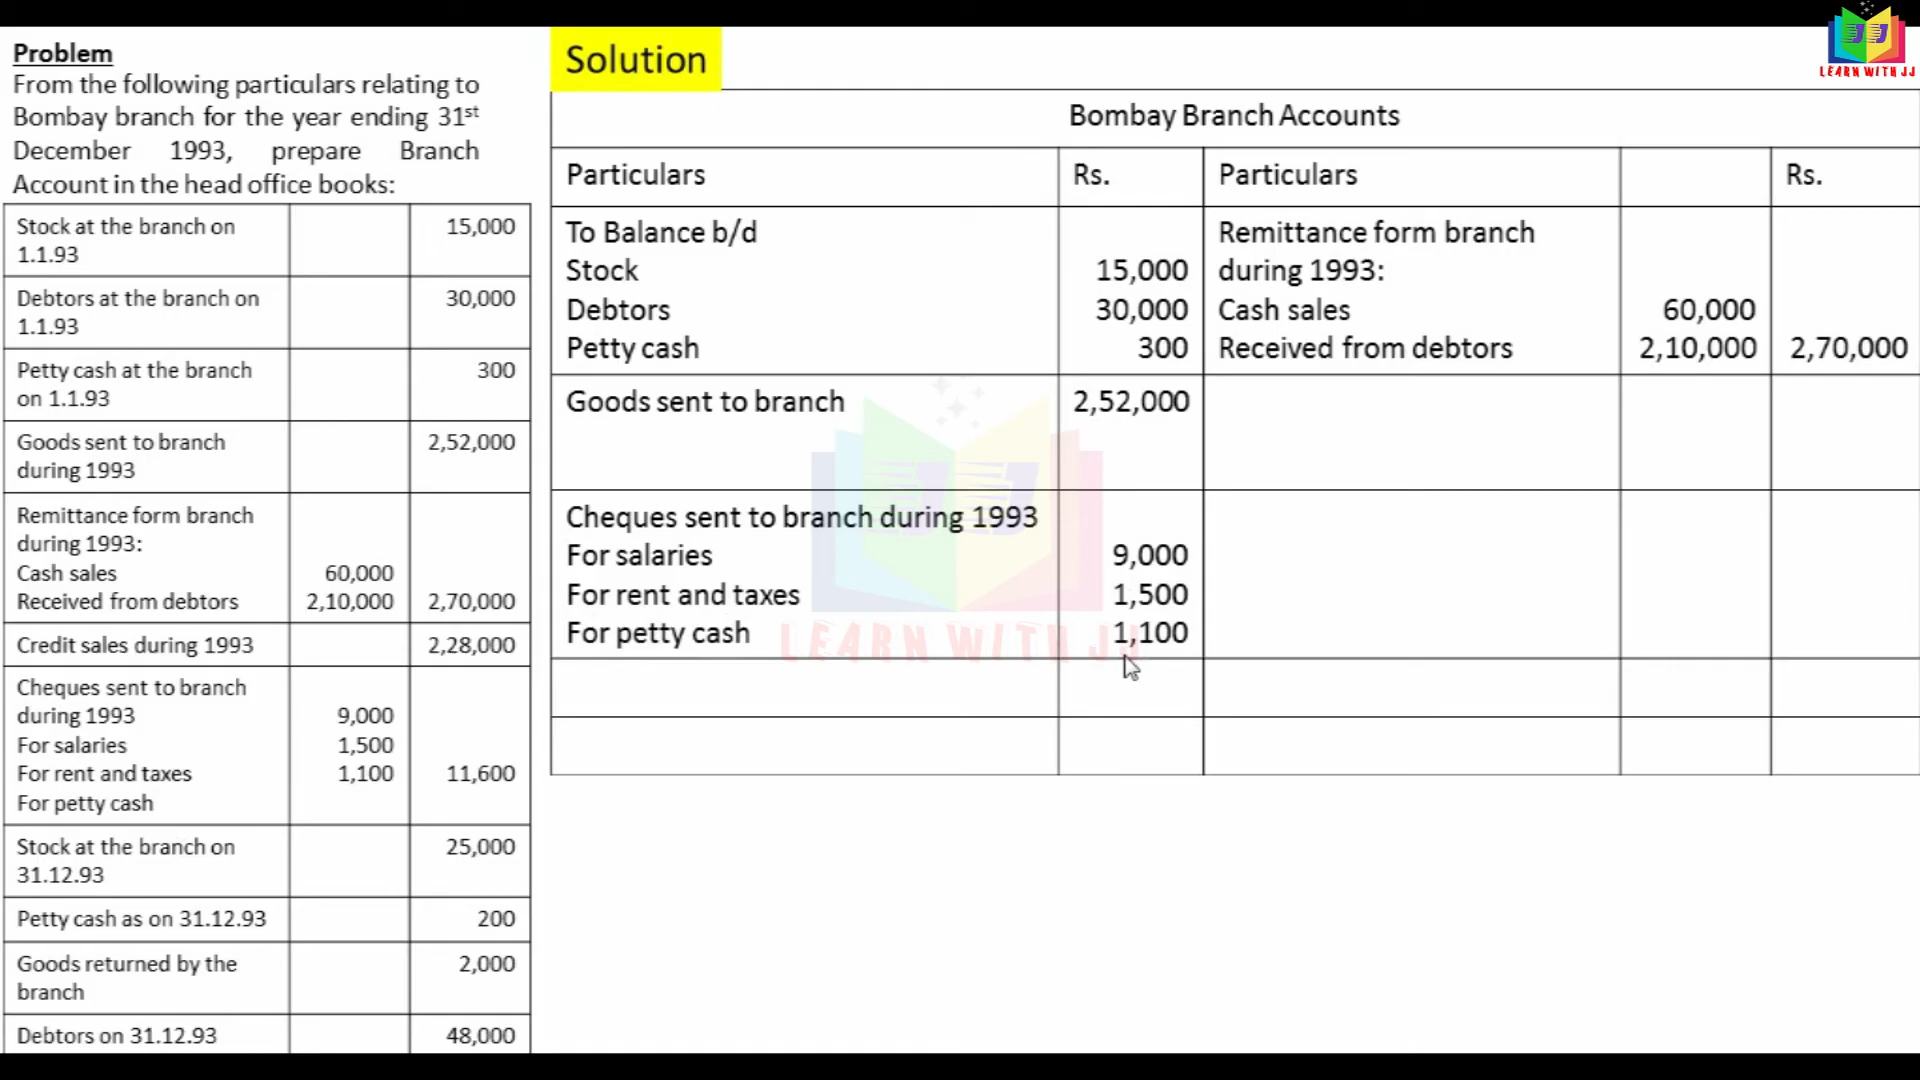 Problem
From the following particulars relating to
Bombay branch for the year ending 31st
December 1993, prepare Branch
Account in the head office books:
Stock at the branch on 15,000
1.1.93
Debtors at the branch on 30,000
1.1.93
Petty cash at the branch 300
on 1.1.93
Goods sent to branch 2,52,000
during 1993
Remittance form branch
during 1993:
Cash sales 60,000
Received from debtors 2,10,000 2,70,000
Credit sales during 1993 2,28,000
Cheques sent to branch
during 1993 9,000
For salaries 1,500
For rent and taxes 1,100 11,600
For petty cash
Stock at the branch on 25,000
31.12.93
Petty cash as on 31.12.93 200
Goods returned by the 2,000
branch
Debtors on 31.12.93 48,000
Solution
Bombay Branch Accounts
Particulars Rs. Particulars Rs.
To Balance b/d Remittance form branch
Stock 15,000 during 1993:
Debtors 30,000 Cash sales 60,000
Petty cash 300 Received from debtors 2,10,000 2,70,000
Goods sent to branch 2,52,000
Cheques sent to branch during 1993
For salaries 9,000
For rent and taxes 1,500
For petty cash 1,100
LEARN WITH JJ
JJ
LEARN WITH JJ
JJ